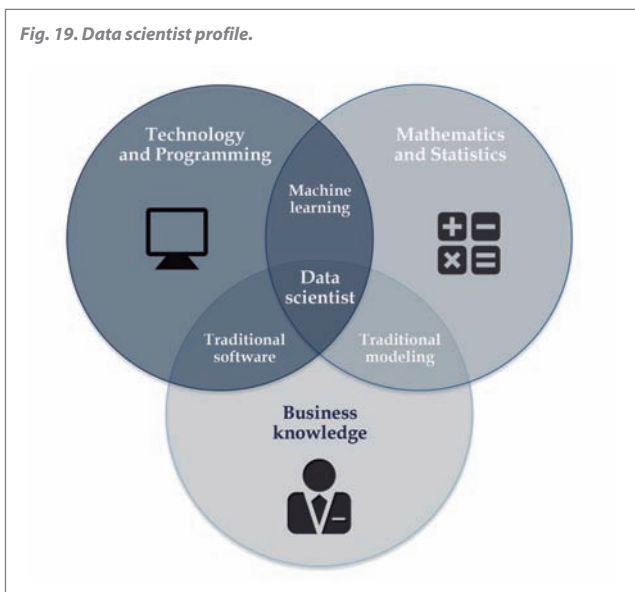 Fig. 19. Data scientist profile.
Technology
and Programming
Mathematics
and Statistics
Machine
learning
Data
scientist
Traditional
software
Traditional
modeling
Business
knowledge